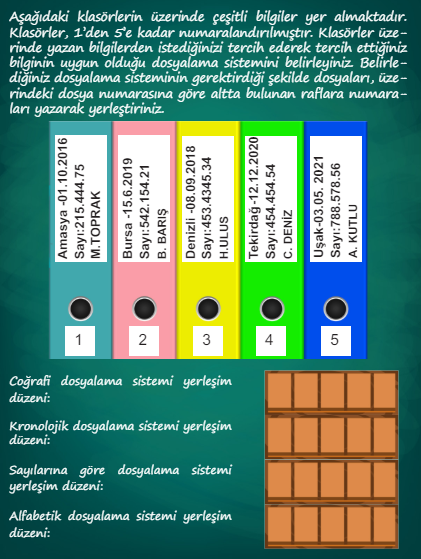 Aşağıdaki klasörlerin üzerinde çeşitli bilgiler yer almaktadır.
Klasörler, 1'den 5'e kadar numaralandırılmıştır. Klasörler üze-
rinde yazan bilgilerden istediğinizi tercih ederek tercih ettiğiniz
bilginin uygun olduğu dosyalama sistemini belirleyiniz. Belirle-
diğiniz dosyalama sisteminin gerektirdiği şekilde dosyaları, üze-
rindeki dosya numarasına göre altta bulunan raflara numara-
ları yazarak yerleştiriniz.
Amasya -01.10.2016
Sayı:215.444.75
M.TOPRAK
1
Bursa -15.6.2019
Sayı:542.154.21
B. BARIŞ
2
Denizli -08.09.2018
Sayı:453.4345.34
H.ULUS
3
Tekirdağ-12.12.2020
Sayı:454.454.54
C. DENİZ
4
Uşak-03.05. 2021
Sayı:788.578.56
A. KUTLU
5
Coğrafi dosyalama sistemi yerleşim
düzeni:
Kronolojik dosyalama sistemi yerleşim
düzeni:
Sayılarına göre dosyalama sistemi
yerleşim düzeni:
Alfabetik dosyalama sistemi yerleşim
düzeni: